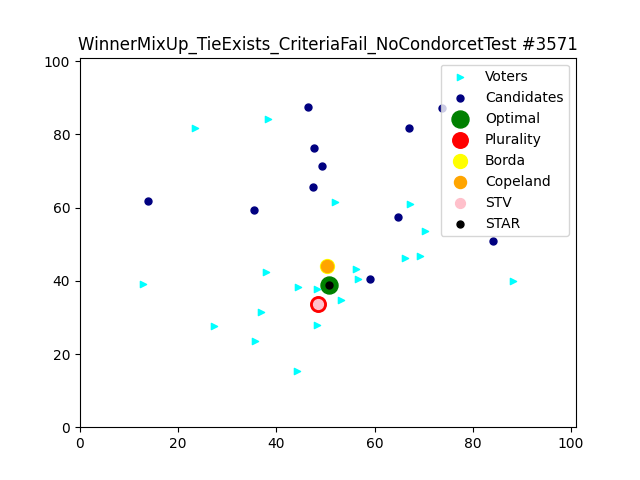 WinnerMixUp_TieExists_CriteriaFail_NoCondorcetTest #3571
Voters
Candidates
Optimal
Plurality
Borda
Copeland
STV
STAR
100
80
60
40
20
0
0 20 40 60 80 100